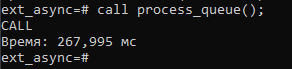 ext_async=# call process_queue();
CALL
Время: 267,995 мс
ext_async=#